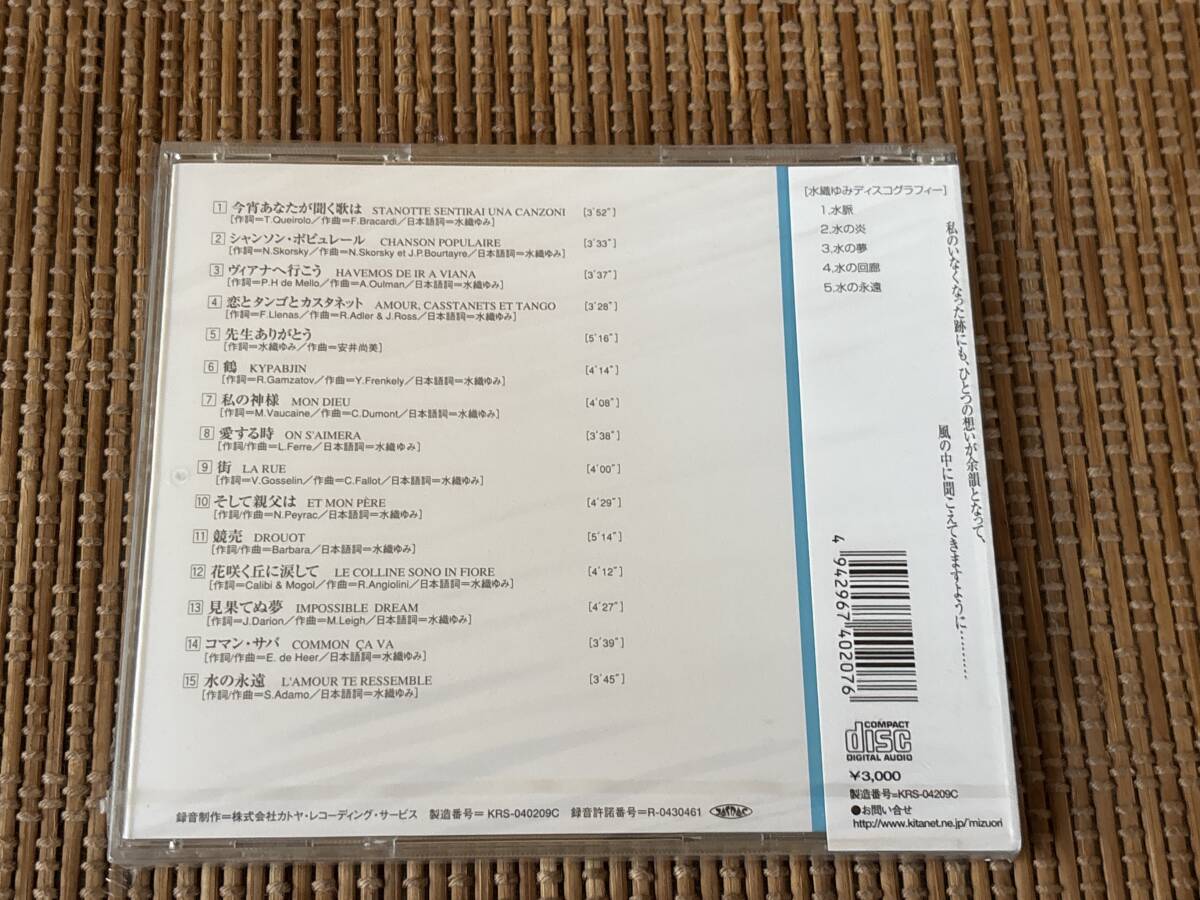 1 今宵あなたが聞く歌は STANOTTE SENTIRAI UNA CANZONI [3'52"]
[作詞=T.Queirolo/作曲=F.Bracardi/日本語詞=水織ゆみ]
2 シャンソン・ポピュレール CHANSON POPULAIRE [3'33"]
[作詞=N.Skorsky/作曲=N.Skorsky et J.P.Bourtayre/日本語詞=水織ゆみ]
3 ヴィアナへ行こう HAVEMOS DE IR A VIANA [3'37"]
[作詞=P.H de Mello/作曲=A.Oulman/日本語詞=水織ゆみ]
4 恋とタンゴとカスタネット AMOUR, CASSTANETS ET TANGO [3'28"]
[作詞=F.Llenas/作曲=R.Adler & J.Ross/日本語詞=水織ゆみ]
5 先生ありがとう [5'16"]
[作詞=水織ゆみ/作曲=安井尚美]
6 鶴 KYPABJIN [4'14"]
[作詞=R.Gamzatov/作曲=Y.Frenkely/日本語詞=水織ゆみ]
7 私の神様 MON DIEU [4'08"]
[作詞=M.Vaucaine/作曲=C.Dumont/日本語詞=水織ゆみ]
8 愛する時 ON S'AIMERA [3'38"]
[作詞/作曲=L.Ferre/日本語詞=水織ゆみ]
9 街 LA RUE [4'00"]
[作詞=V.Gosselin/作曲=C.Fallot/日本語詞=水織ゆみ]
10 そして親父は ET MON PÈRE [4'29"]
[作詞/作曲=N.Peyrac/日本語詞=水織ゆみ]
11 競売 DROUOT [5'14"]
[作詞/作曲=Barbara/日本語詞=水織ゆみ]
12 花咲く丘に涙して LE COLLINE SONO IN FIORE [4'12"]
[作詞=Calibi & Mogol/作曲=R.Angiolini/日本語詞=水織ゆみ]
13 見果てぬ夢 IMPOSSIBLE DREAM [4'27"]
[作詞=J.Darion/作曲=M.Leigh/日本語詞=水織ゆみ]
14 コマン・サバ COMMON ÇA VA [3'39"]
[作詞/作曲=E. de Heer/日本語詞=水織ゆみ]
15 水の永遠 L'AMOUR TE RESSEMBLE [3'45"]
[作詞/作曲=S.Adamo/日本語詞=水織ゆみ]
録音制作=株式会社カトヤ・レコーディング・サービス 製造番号= KRS-040209C 録音許諾番号=R-0430461 JASRAC
[水織ゆみディスコグラフィー]
1.水脈
2.水の炎
3.水の夢
4.水の回廊
5.水の永遠
私のいなくなった跡にも、ひとつの想いが余韻となって、
風の中に聞こえてきますように………
4942967402076
COMPACT
disc
DIGITAL AUDIO
¥3,000
製造番号=KRS-04209C
●お問い合せ
http://www.kitanet.ne.jp/~mizuori